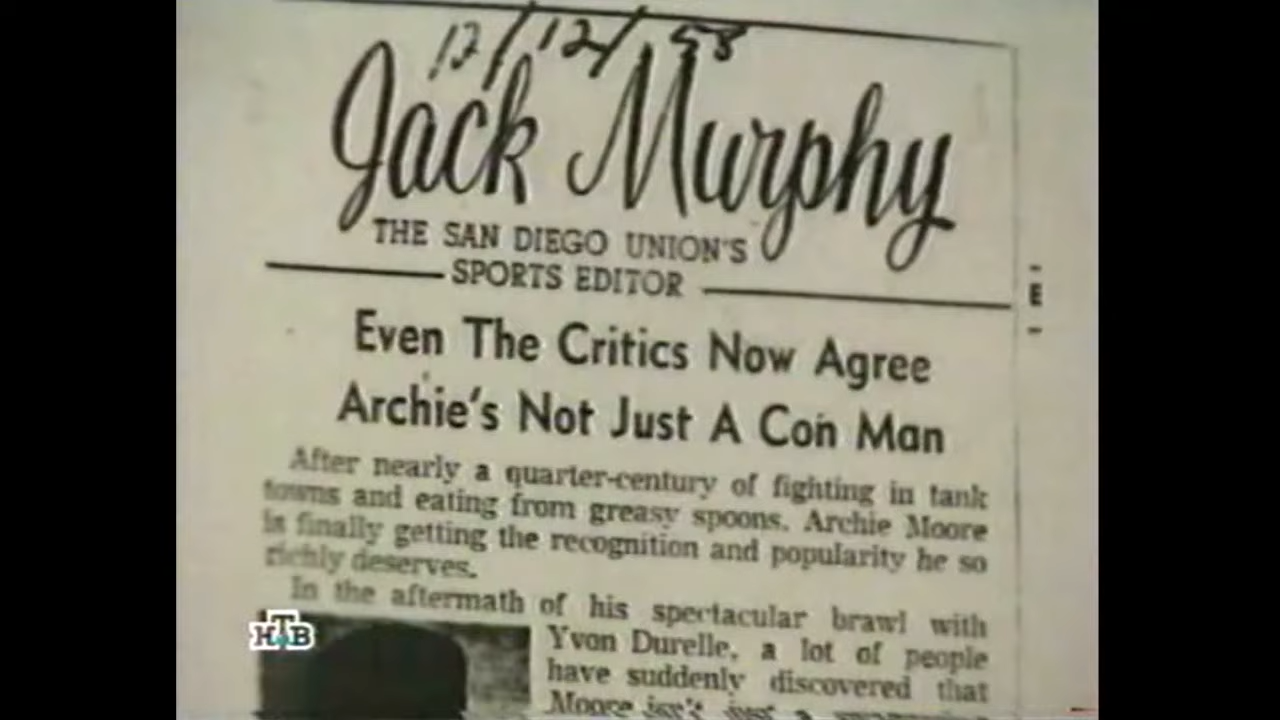 12/12/58
Jack Murphy
THE SAN DIEGO UNION'S
SPORTS EDITOR
E
Even The Critics Now Agree
Archie's Not Just A Con Man
After nearly a quarter-century of fighting in tank
towns and eating from greasy spoons, Archie Moore
is finally getting the recognition and popularity he so
richly deserves.
In the aftermath of his spectacular brawl with
Yvon Durelle, a lot of people
have suddenly discovered that
Moore isn't just a
НТВ